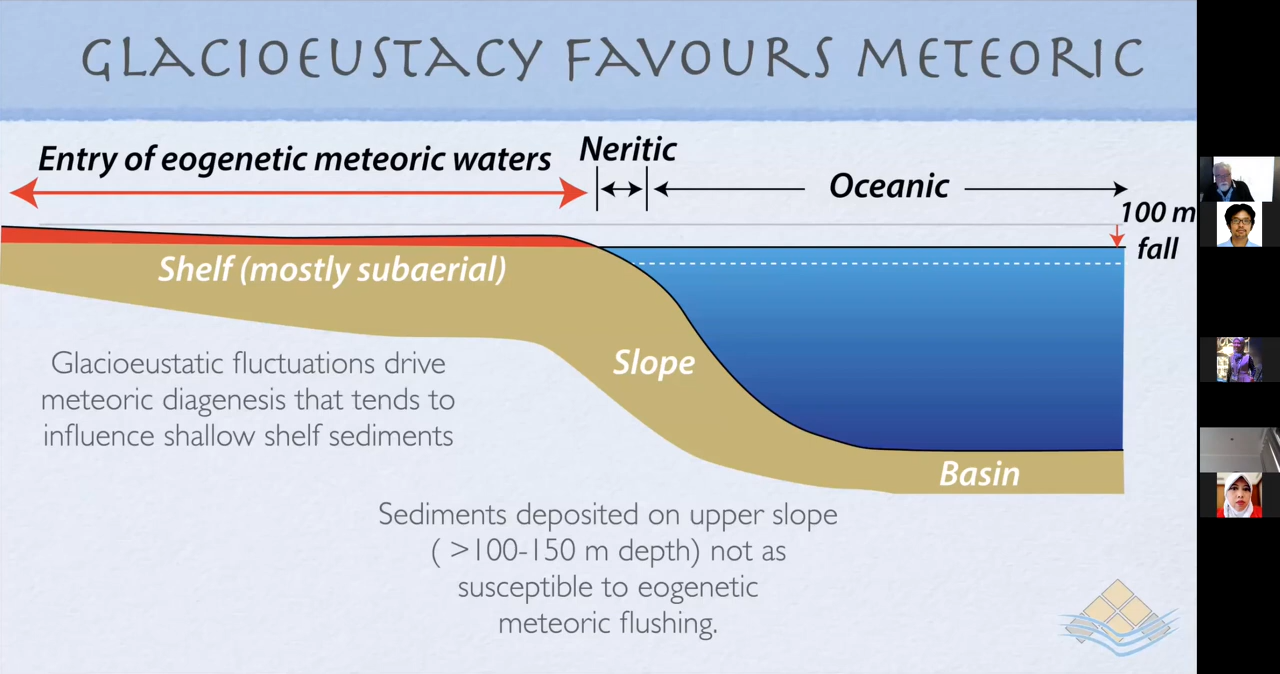 GLACIOEUSTACY FAVOURS METEORIC
Entry of eogenetic meteoric waters
Neritic
Oceanic
100 m
fall
Shelf (mostly subaerial)
Slope
Basin
Glacioeustatic fluctuations drive
meteoric diagenesis that tends to
influence shallow shelf sediments
Sediments deposited on upper slope
( >100-150 m depth) not as
susceptible to eogenetic
meteoric flushing.